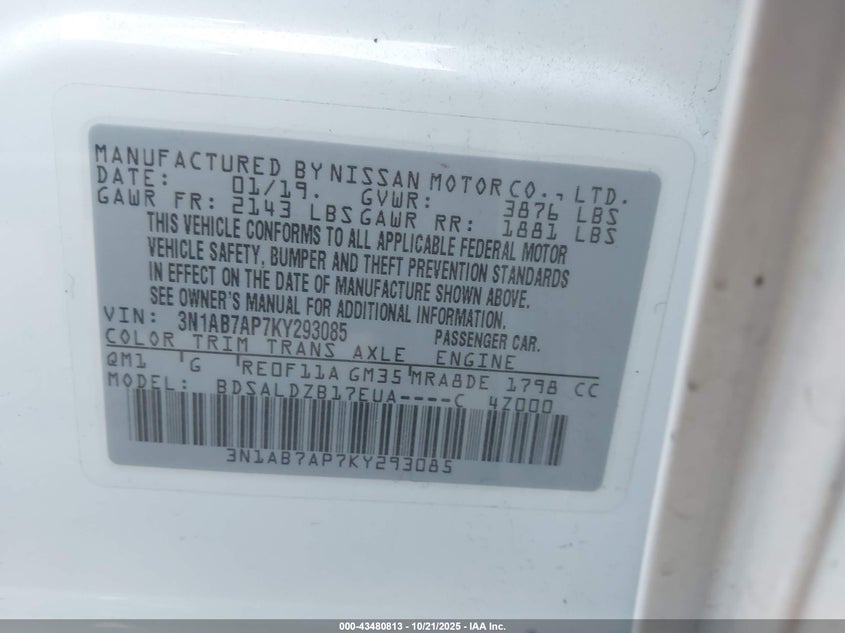 MANUFACTURED BY NISSAN MOTOR CO., LTD.
DATE: 01/19. GVWR: 3876 LBS
GAWR FR: 2143 LBS GAWR RR: 1881 LBS
THIS VEHICLE CONFORMS TO ALL APPLICABLE FEDERAL MOTOR
VEHICLE SAFETY, BUMPER AND THEFT PREVENTION STANDARDS
IN EFFECT ON THE DATE OF MANUFACTURE SHOWN ABOVE.
SEE OWNER'S MANUAL FOR ADDITIONAL INFORMATION.
VIN: 3N1AB7AP7KY293085 PASSENGER CAR.
COLOR TRIM TRANS AXLE ENGINE
QM1 G RE0F11A GM35 MRA8DE 1798 CC
MODEL: BDSALDZB17EUA----C 4Z000
3N1AB7AP7KY293085
000-43480813 - 10/21/2025 - IAA Inc.